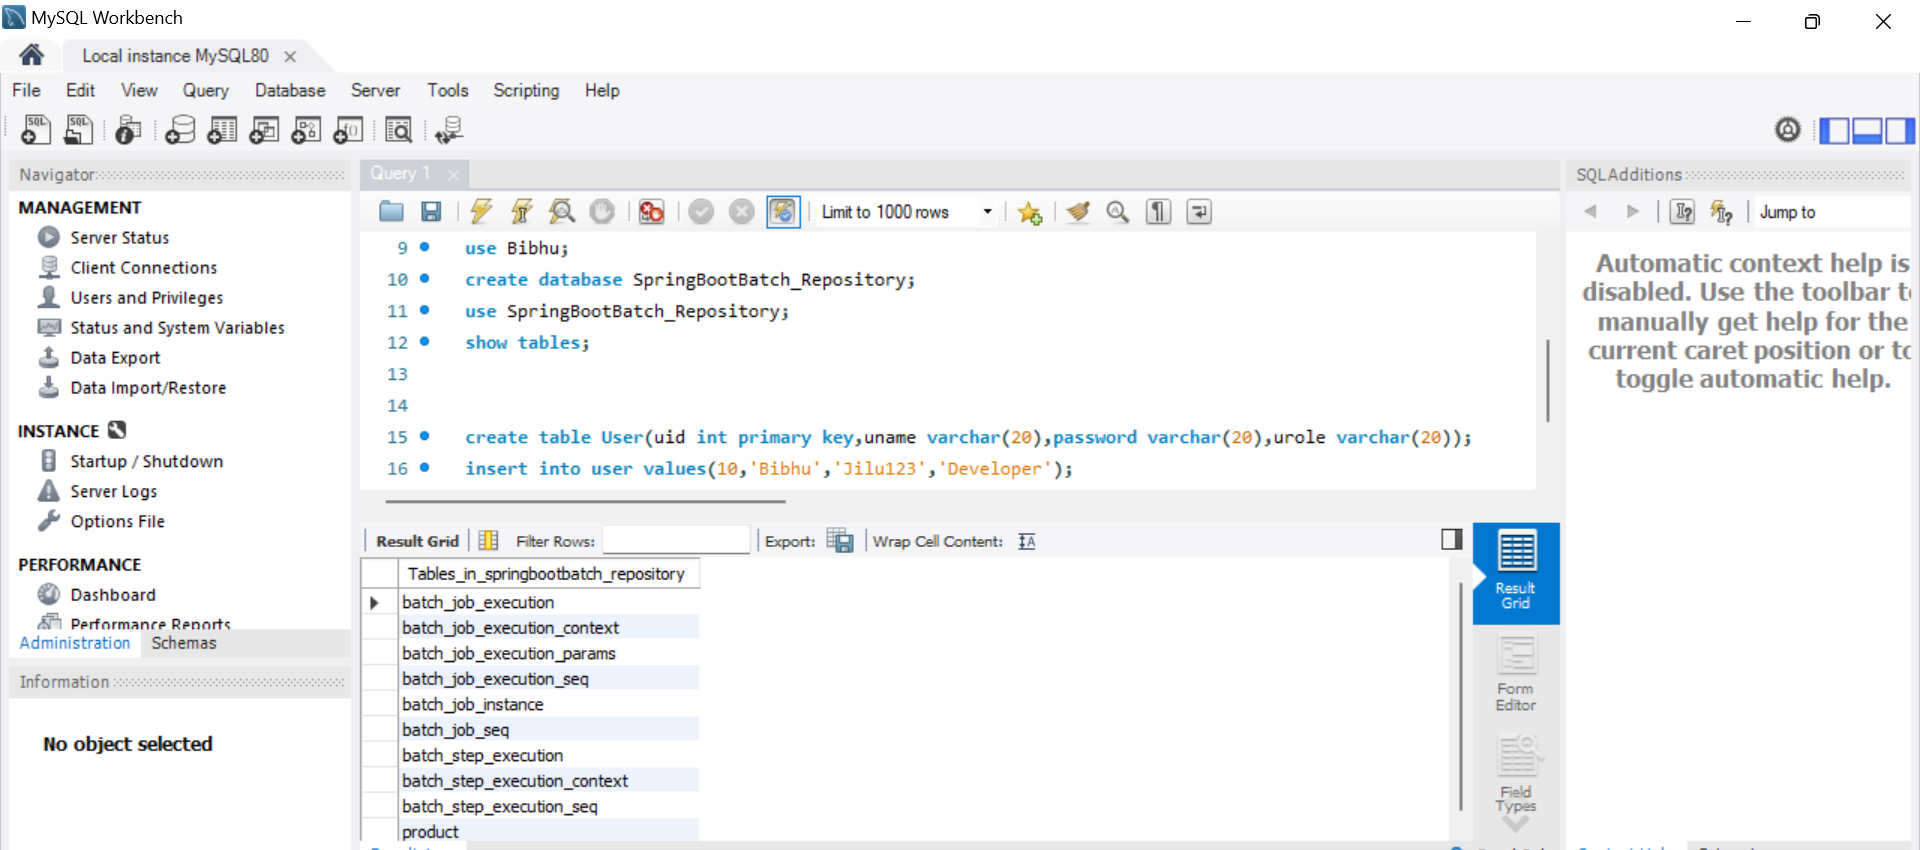 MySQL Workbench
Local instance MySQL80
File Edit View Query Database Server Tools Scripting Help
Navigator
MANAGEMENT
Server Status
Client Connections
Users and Privileges
Status and System Variables
Data Export
Data Import/Restore
INSTANCE
Startup / Shutdown
Server Logs
Options File
PERFORMANCE
Dashboard
Performance Reports
Administration Schemas
Information
No object selected
Query 1
Limit to 1000 rows
9 use Bibhu;
10 create database SpringBootBatch_Repository;
11 use SpringBootBatch_Repository;
12 show tables;
13
14
15 create table User(uid int primary key,uname varchar(20),password varchar(20),urole varchar(20));
16 insert into user values(10,'Bibhu','Jilu123','Developer');
Result Grid Filter Rows: Export: Wrap Cell Content:
Tables_in_springbootbatch_repository
batch_job_execution
batch_job_execution_context
batch_job_execution_params
batch_job_execution_seq
batch_job_instance
batch_job_seq
batch_step_execution
batch_step_execution_context
batch_step_execution_seq
product
Result
Grid
Form
Editor
Field
Types
SQLAdditions
Jump to
Automatic context help is
disabled. Use the toolbar t
manually get help for the
current caret position or to
toggle automatic help.